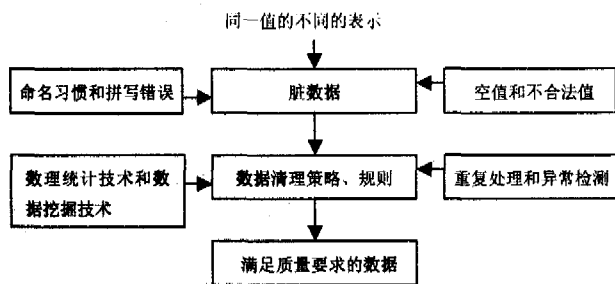 同一值的不同的表示
命名习惯和拼写错误
脏数据
空值和不合法值
数理统计技术和数
据挖掘技术
数据清理策略、规则
重复处理和异常检测
满足质量要求的数据